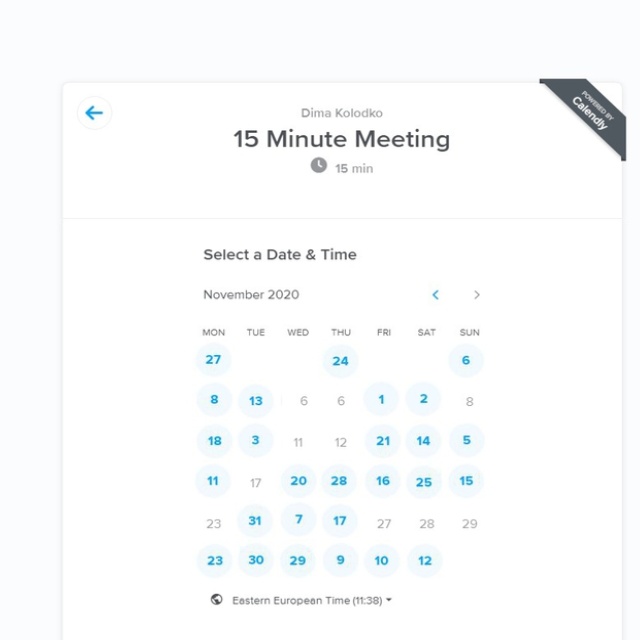 POWERED BY
Calendly
Dima Kolodko
15 Minute Meeting
15 min
Select a Date & Time
November 2020
MON TUE WED THU FRI SAT SUN
27 24 6
8 13 6 6 1 2 8
18 3 11 12 21 14 5
11 17 20 28 16 25 15
23 31 7 17 27 28 29
23 30 29 9 10 12
Eastern European Time (11:38)